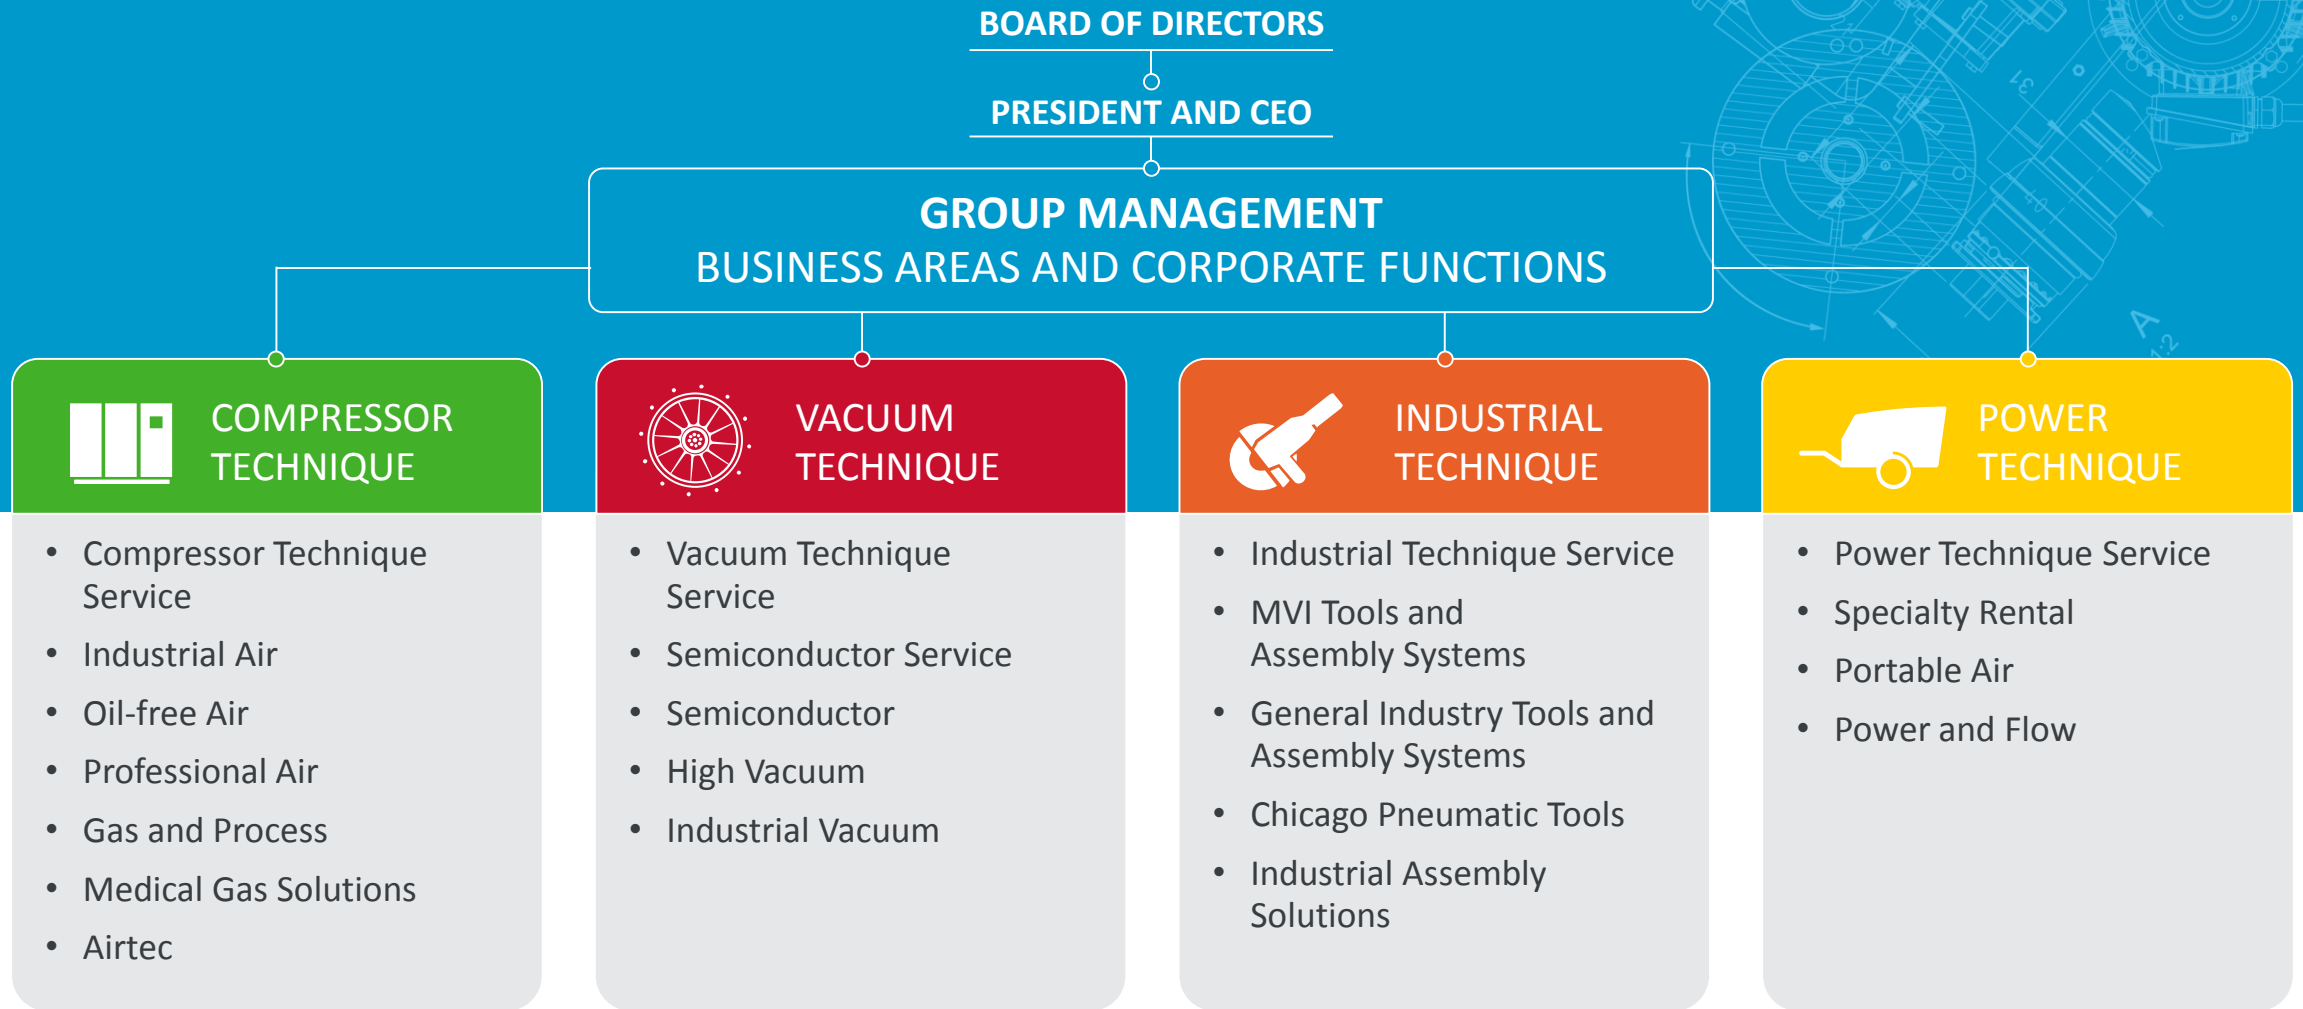 BOARD OF DIRECTORS
PRESIDENT AND CEO
GROUP MANAGEMENT
BUSINESS AREAS AND CORPORATE FUNCTIONS
COMPRESSOR
TECHNIQUE
• Compressor Technique
Service
• Industrial Air
• Oil-free Air
• Professional Air
• Gas and Process
• Medical Gas Solutions
• Airtec
VACUUM
TECHNIQUE
• Vacuum Technique
Service
• Semiconductor Service
• Semiconductor
• High Vacuum
• Industrial Vacuum
INDUSTRIAL
TECHNIQUE
• Industrial Technique Service
• MVI Tools and
Assembly Systems
• General Industry Tools and
Assembly Systems
• Chicago Pneumatic Tools
• Industrial Assembly
Solutions
POWER
TECHNIQUE
• Power Technique Service
• Specialty Rental
• Portable Air
• Power and Flow
31
A
1:2